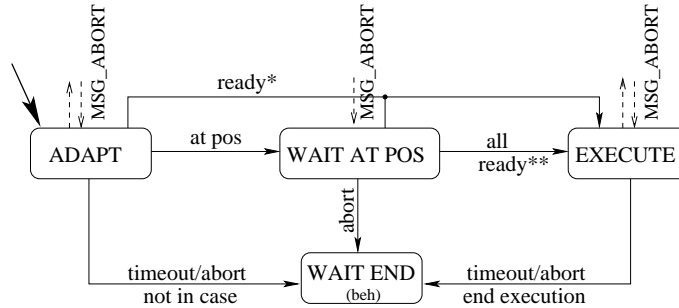 MSG_ABORT
MSG_ABORT
MSG_ABORT
ready*
ADAPT
at pos
WAIT AT POS
all
ready**
EXECUTE
abort
timeout/abort
not in case
WAIT END
(beh)
timeout/abort
end execution